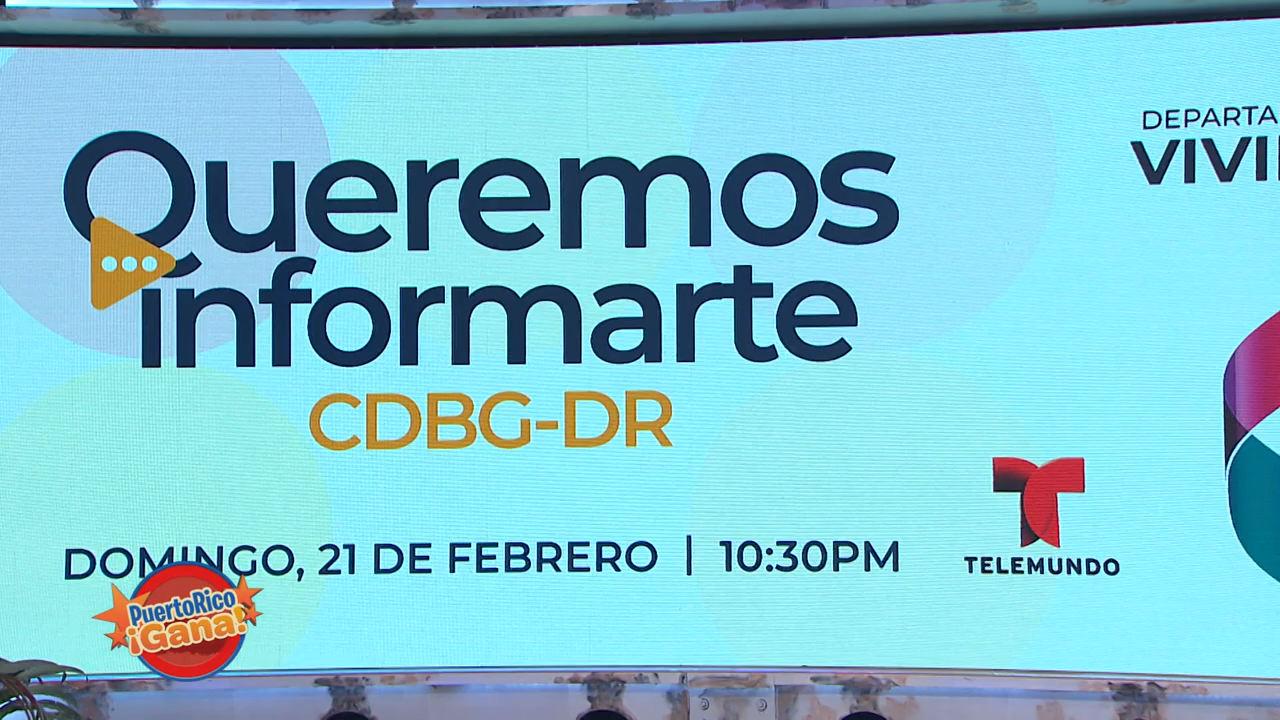 Queremos
informarte
CDBG-DR
DEPARTA
VIVI
DOMINGO, 21 DE FEBRERO | 10:30PM
TELEMUNDO
PuertoRico
¡Gana!